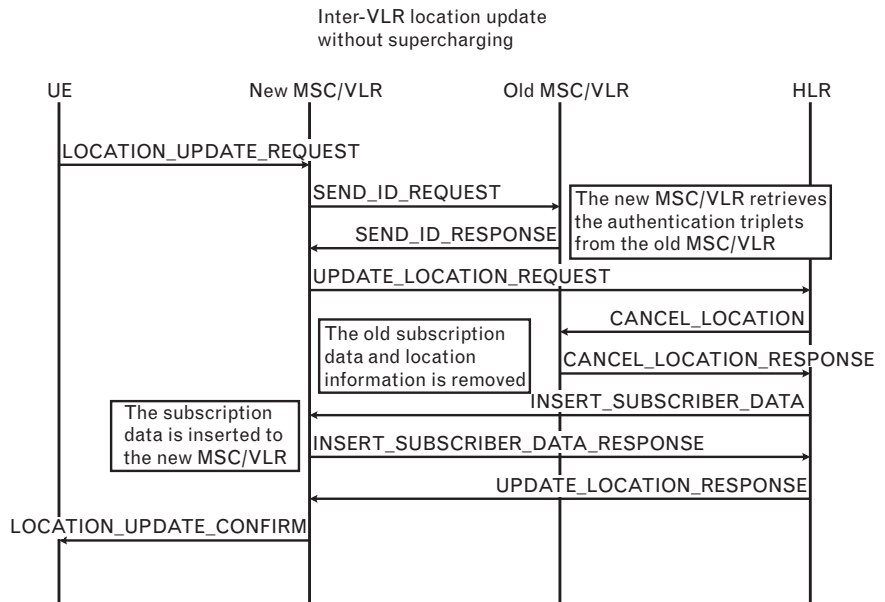 Inter-VLR location update
without supercharging
UE
New MSC/VLR
Old MSC/VLR
HLR
LOCATION_UPDATE_REQUEST
SEND_ID_REQUEST
The new MSC/VLR retrieves
the authentication triplets
from the old MSC/VLR
SEND_ID_RESPONSE
UPDATE_LOCATION_REQUEST
CANCEL_LOCATION
The old subscription
data and location
information is removed
CANCEL_LOCATION_RESPONSE
INSERT_SUBSCRIBER_DATA
The subscription
data is inserted to
the new MSC/VLR
INSERT_SUBSCRIBER_DATA_RESPONSE
UPDATE_LOCATION_RESPONSE
LOCATION_UPDATE_CONFIRM